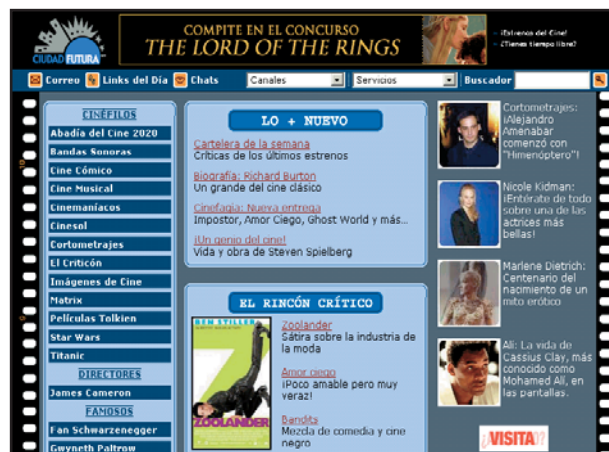 COMPITE EN EL CONCURSO
THE LORD OF THE RINGS
¡Estrenos del Cine!
¿Tienes tiempo libre?
CIUDAD FUTURA
Correo
Links del Día
Chats
Canales
Servicios
Buscador
CINÉFILOS
Abadía del Cine 2020
Bandas Sonoras
Cine Cómico
Cine Musical
Cinemaníacos
Cinesol
Cortometrajes
El Criticón
Imágenes de Cine
Matrix
Películas Tolkien
Star Wars
Titanic
DIRECTORES
James Cameron
FAMOSOS
Fan Schwarzenegger
Gwyneth Paltrow
LO + NUEVO
Cartelera de la semana
Críticas de los últimos estrenos
Biografía: Richard Burton
Un grande del cine clásico
Cinefagia: Nueva entrega
Impostor, Amor Ciego, Ghost World y más...
¡Un genio del cine!
Vida y obra de Steven Spielberg
EL RINCÓN CRÍTICO
BEN STILLER
ZOOLANDER
Zoolander
Sátira sobre la industria de
la moda
Amor ciego
¡Poco amable pero muy
veraz!
Bandits
Mezcla de comedia y cine
negro
Cortometrajes:
¡Alejandro
Amenabar
comenzó con
"Himenóptero"!
Nicole Kidman:
¡Entérate de todo
sobre una de las
actrices más
bellas!
Marlene Dietrich:
Centenario del
nacimiento de un
mito erótico
Ali: La vida de
Cassius Clay, más
conocido como
Mohamed Alí, en
las pantallas.
VISITA